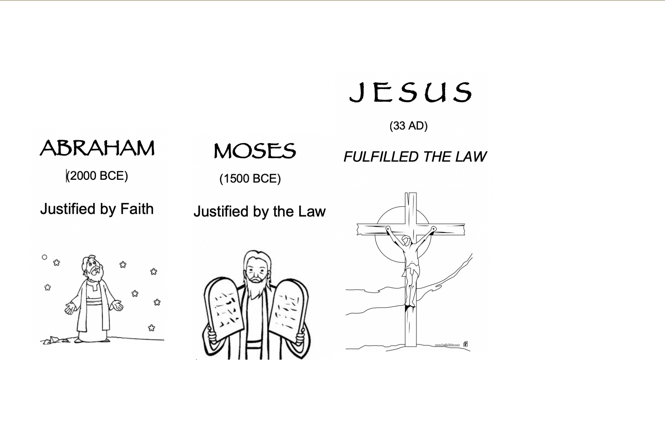 ABRAHAM
(2000 BCE)
Justified by Faith
MOSES
(1500 BCE)
Justified by the Law
JESUS
(33 AD)
FULFILLED THE LAW